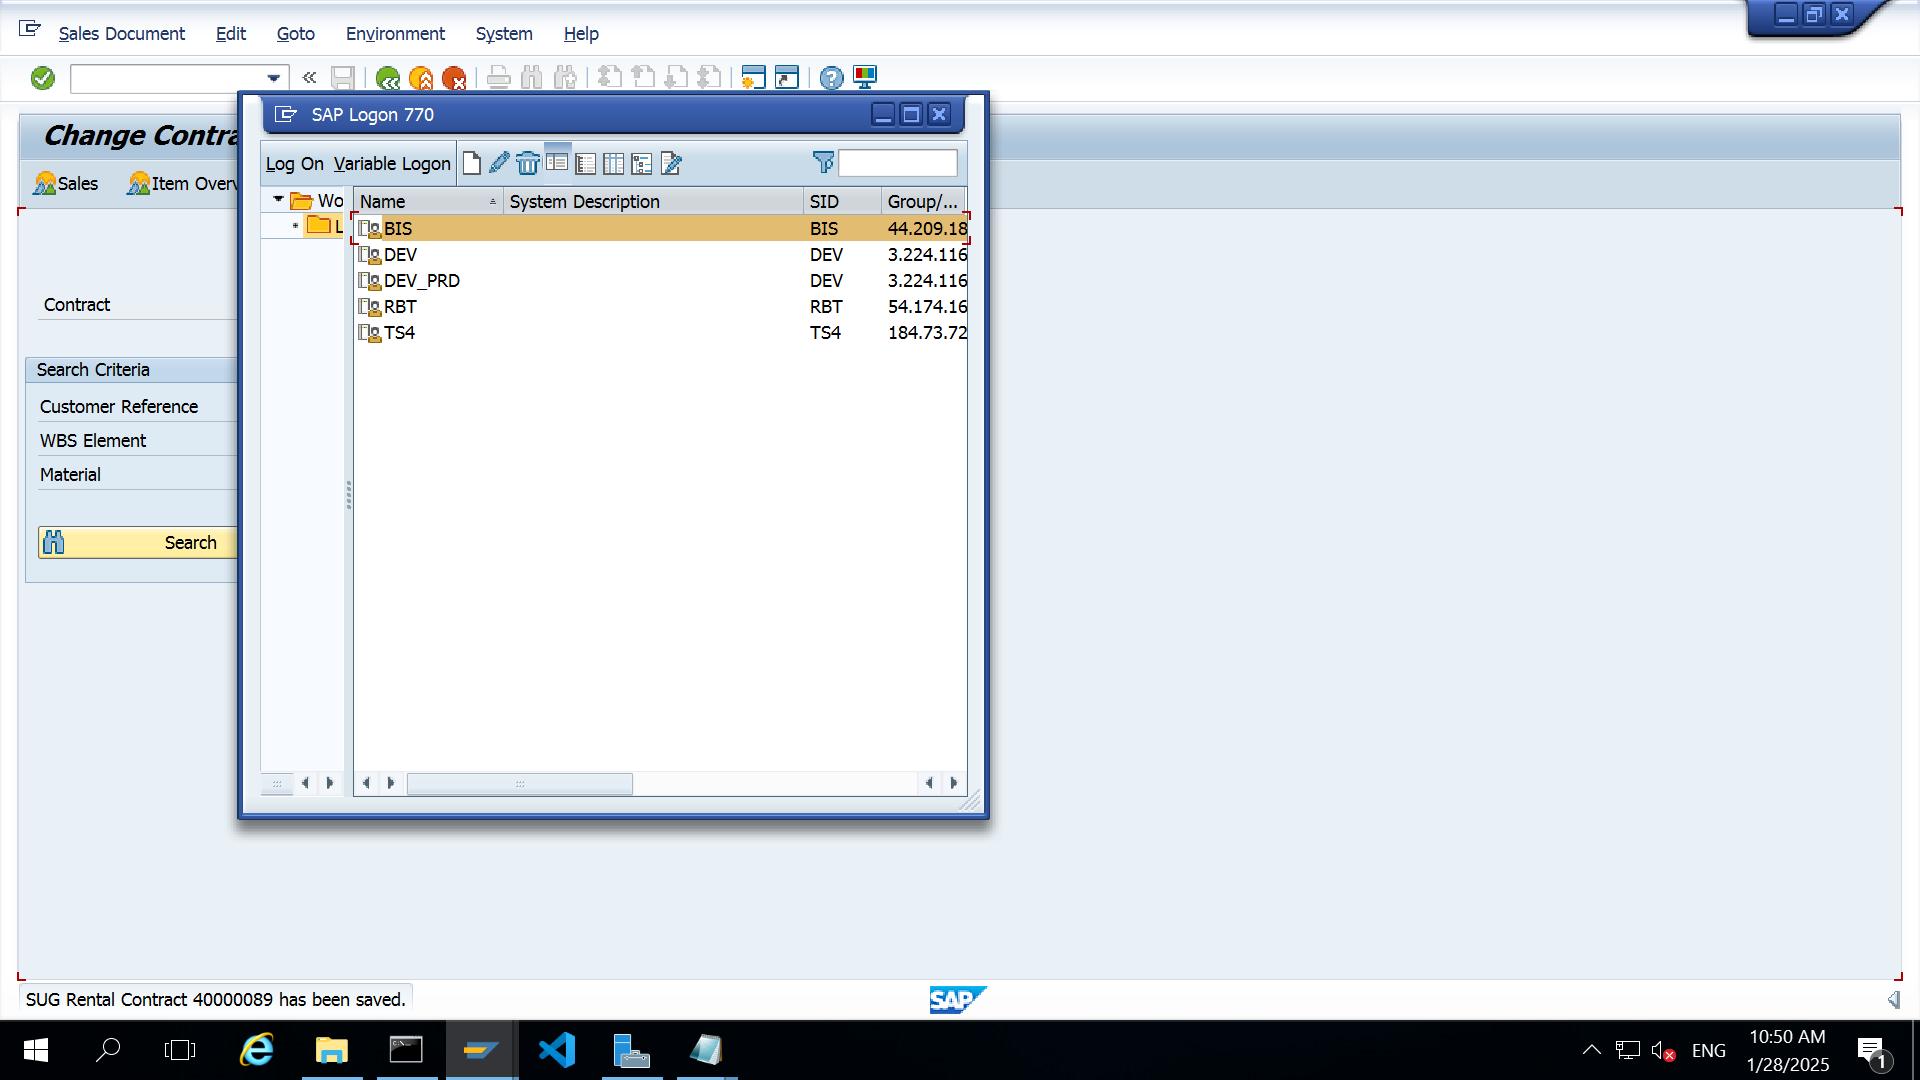 Sales Document Edit Goto Environment System Help
SAP Logon 770
Change Contra
Log On Variable Logon
Sales Item Overv
Wo Name System Description SID Group/...
L BIS BIS 44.209.18
DEV DEV 3.224.116
DEV_PRD DEV 3.224.116
Contract RBT RBT 54.174.16
TS4 TS4 184.73.72
Search Criteria
Customer Reference
WBS Element
Material
Search
SUG Rental Contract 40000089 has been saved.
SAP
ENG 10:50 AM
1/28/2025
1